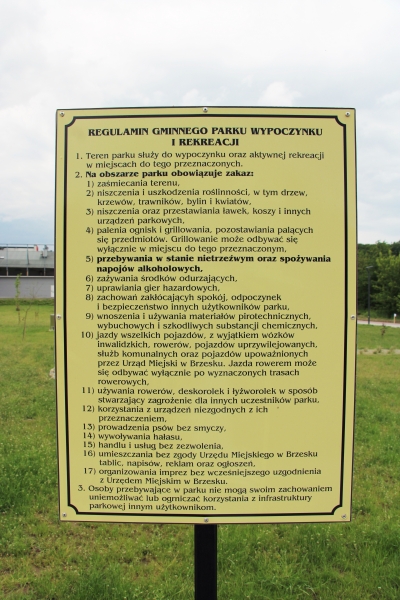 REGULAMIN GMINNEGO PARKU WYPOCZYNKU
I REKREACJI
1. Teren parku służy do wypoczynku oraz aktywnej rekreacji
w miejscach do tego przeznaczonych.
2. Na obszarze parku obowiązuje zakaz:
1) zaśmiecania terenu,
2) niszczenia i uszkodzenia roślinności, w tym drzew,
krzewów, trawników, bylin i kwiatów,
3) niszczenia oraz przestawiania ławek, koszy i innych
urządzeń parkowych,
4) palenia ognisk i grillowania, pozostawiania palących
się przedmiotów. Grillowanie może odbywać się
wyłącznie w miejscu do tego przeznaczonym,
5) przebywania w stanie nietrzeźwym oraz spożywania
napojów alkoholowych,
6) zażywania środków odurzających,
7) uprawiania gier hazardowych,
8) zachowań zakłócających spokój, odpoczynek
i bezpieczeństwo innych użytkowników parku,
9) wnoszenia i używania materiałów pirotechnicznych,
wybuchowych i szkodliwych substancji chemicznych,
10) jazdy wszelkich pojazdów, z wyjątkiem wózków
inwalidzkich, rowerów, pojazdów uprzywilejowanych,
służb komunalnych oraz pojazdów upoważnionych
przez Urząd Miejski w Brzesku. Jazda rowerem może
się odbywać wyłącznie po wyznaczonych trasach
rowerowych,
11) używania rowerów, deskorolek i łyżworolek w sposób
stwarzający zagrożenie dla innych uczestników parku,
12) korzystania z urządzeń niezgodnych z ich
przeznaczeniem,
13) prowadzenia psów bez smyczy,
14) wywoływania hałasu,
15) handlu i usług bez zezwolenia,
16) umieszczania bez zgody Urzędu Miejskiego w Brzesku
tablic, napisów, reklam oraz ogłoszeń,
17) organizowania imprez bez wcześniejszego uzgodnienia
z Urzędem Miejskim w Brzesku.
3. Osoby przebywające w parku nie mogą swoim zachowaniem
uniemożliwiać lub ograniczać korzystania z infrastruktury
parkowej innym użytkownikom.